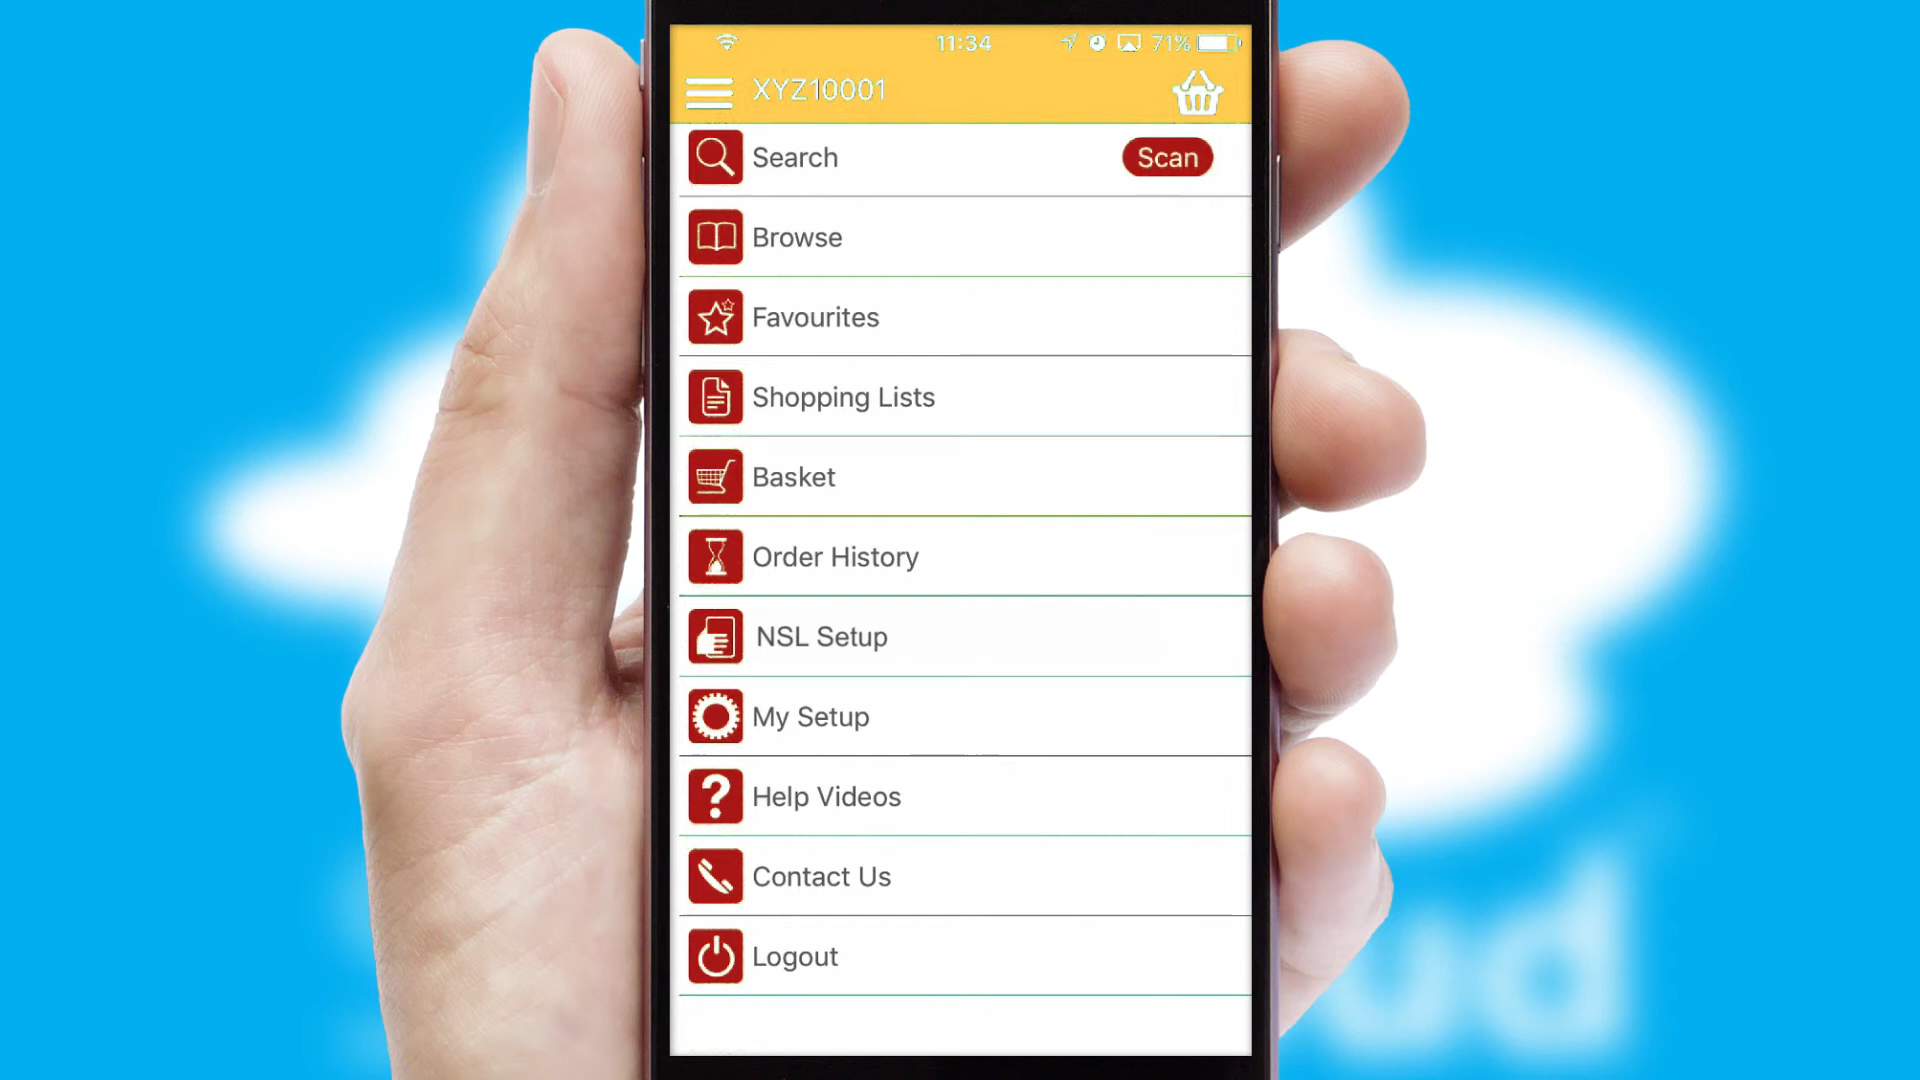 11:34 71%
XYZ10001
Search Scan
Browse
Favourites
Shopping Lists
Basket
Order History
NSL Setup
My Setup
Help Videos
Contact Us
Logout